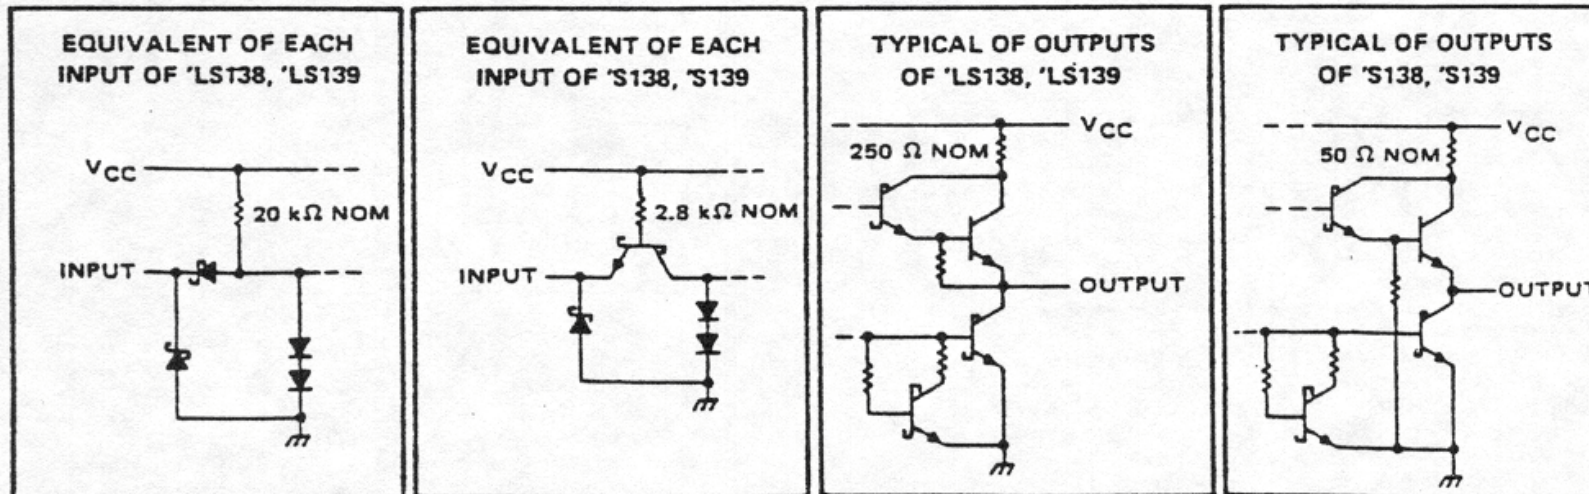 EQUIVALENT OF EACH
INPUT OF 'LS138, 'LS139
VCC
20 kΩ NOM
INPUT
EQUIVALENT OF EACH
INPUT OF 'S138, 'S139
VCC
2.8 kΩ NOM
INPUT
TYPICAL OF OUTPUTS
OF 'LS138, 'LS139
VCC
250 Ω NOM
OUTPUT
TYPICAL OF OUTPUTS
OF 'S138, 'S139
VCC
50 Ω NOM
OUTPUT